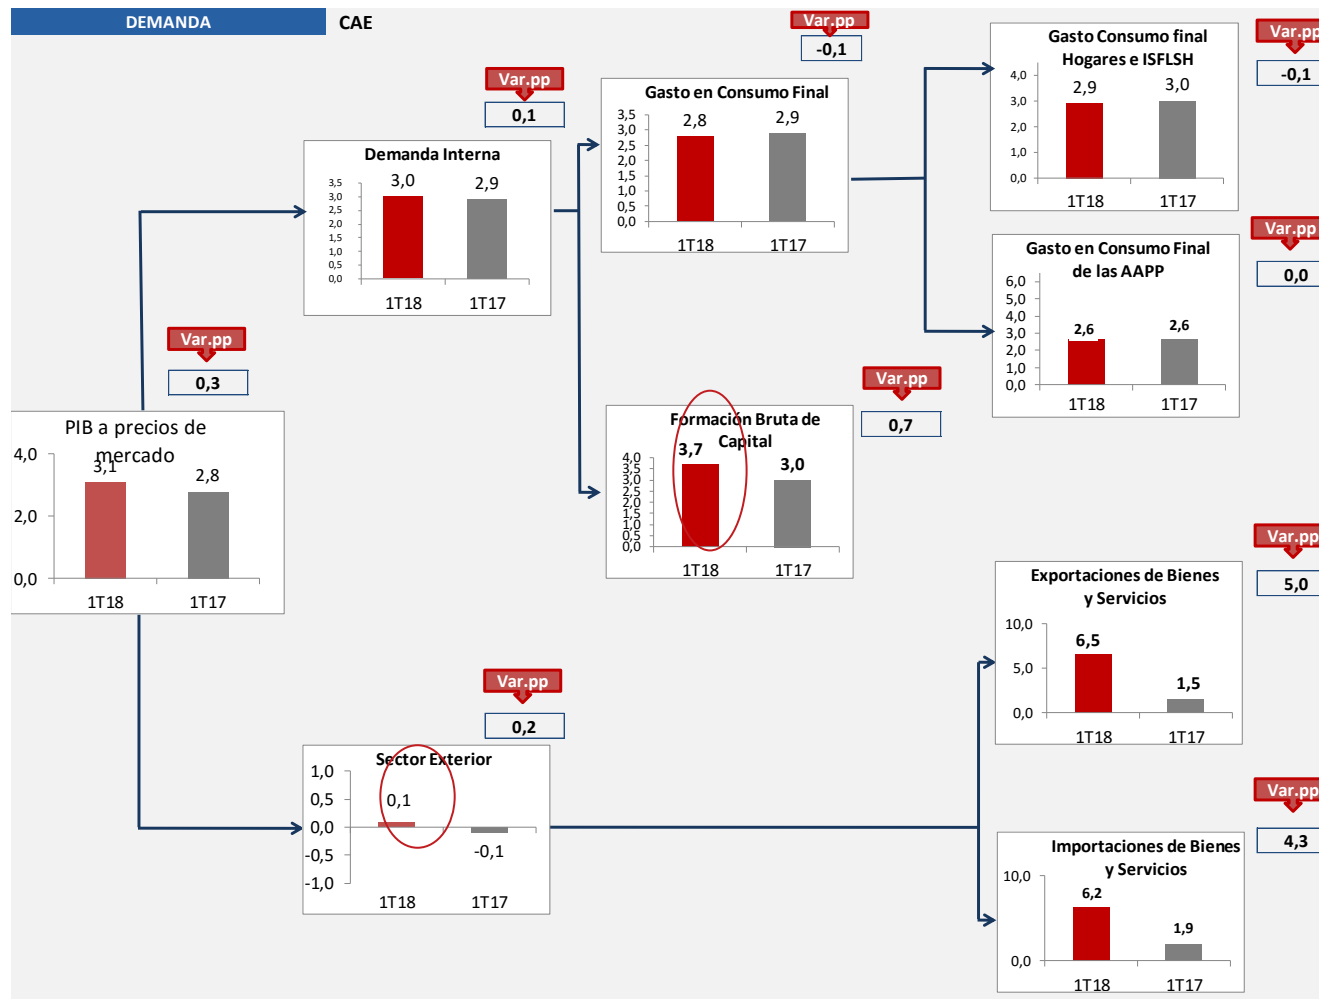 DEMANDA
CAE
Var.pp
-0,1
Var.pp
-0,1
Var.pp
0,1
Gasto Consumo final
Hogares e ISFLSH
4,0
3,0
2,0
1,0
0,0
2,9
3,0
1T18
1T17
Gasto en Consumo Final
3,5
3,0
2,5
2,0
1,5
1,0
0,5
0,0
2,8
2,9
1T18
1T17
Demanda Interna
3,5
3,0
2,5
2,0
1,5
1,0
0,5
0,0
3,0
2,9
1T18
1T17
Var.pp
0,0
Gasto en Consumo Final
de las AAPP
6,0
5,0
4,0
3,0
2,0
1,0
0,0
2,6
2,6
1T18
1T17
Var.pp
0,3
PIB a precios de
mercado
4,0
2,0
0,0
3,1
2,8
1T18
1T17
Var.pp
0,7
Formación Bruta de
Capital
4,0
3,5
3,0
2,5
2,0
1,5
1,0
0,5
0,0
3,7
3,0
1T18
1T17
Var.pp
5,0
Exportaciones de Bienes
y Servicios
10,0
5,0
0,0
6,5
1,5
1T18
1T17
Var.pp
0,2
Sector Exterior
1,0
0,5
0,0
-0,5
-1,0
0,1
-0,1
1T18
1T17
Var.pp
4,3
Importaciones de Bienes
y Servicios
10,0
0,0
6,2
1,9
1T18
1T17